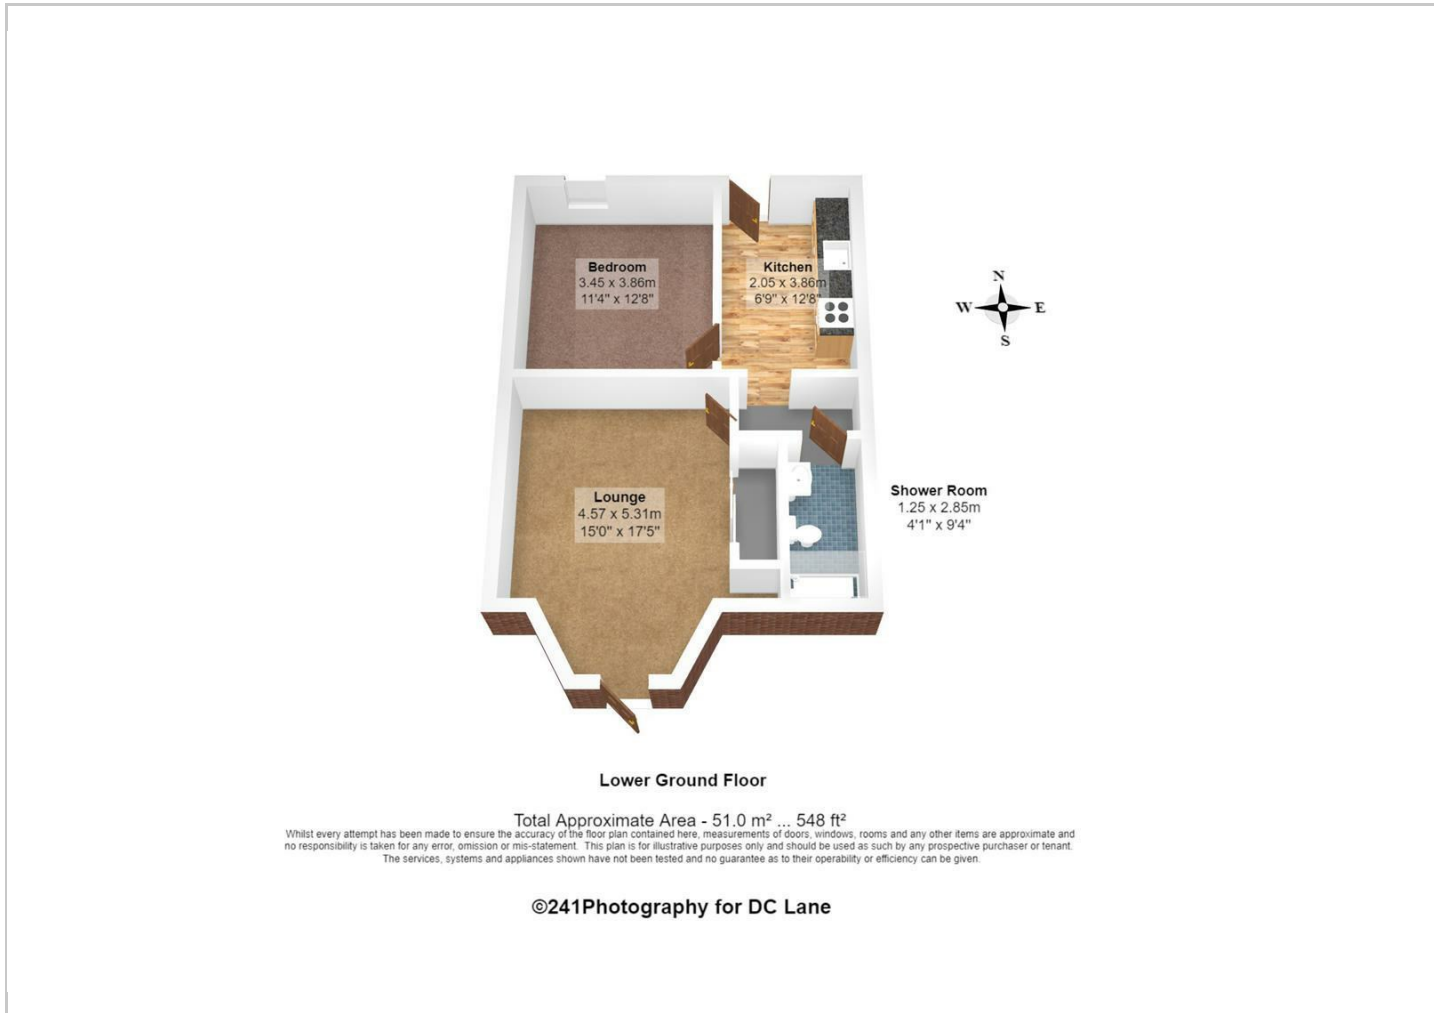 Bedroom
3.45 x 3.86m
11'4" x 12'8"
Kitchen
2.05 x 3.86m
6'9" x 12'8"
N
W E
S
Lounge
4.57 x 5.31m
15'0" x 17'5"
Shower Room
1.25 x 2.85m
4'1" x 9'4"
Lower Ground Floor
Total Approximate Area - 51.0 m² ... 548 ft²
Whilst every attempt has been made to ensure the accuracy of the floor plan contained here, measurements of doors, windows, rooms and any other items are approximate and
no responsibility is taken for any error, omission or mis-statement. This plan is for illustrative purposes only and should be used as such by any prospective purchaser or tenant.
The services, systems and appliances shown have not been tested and no guarantee as to their operability or efficiency can be given.
©241Photography for DC Lane